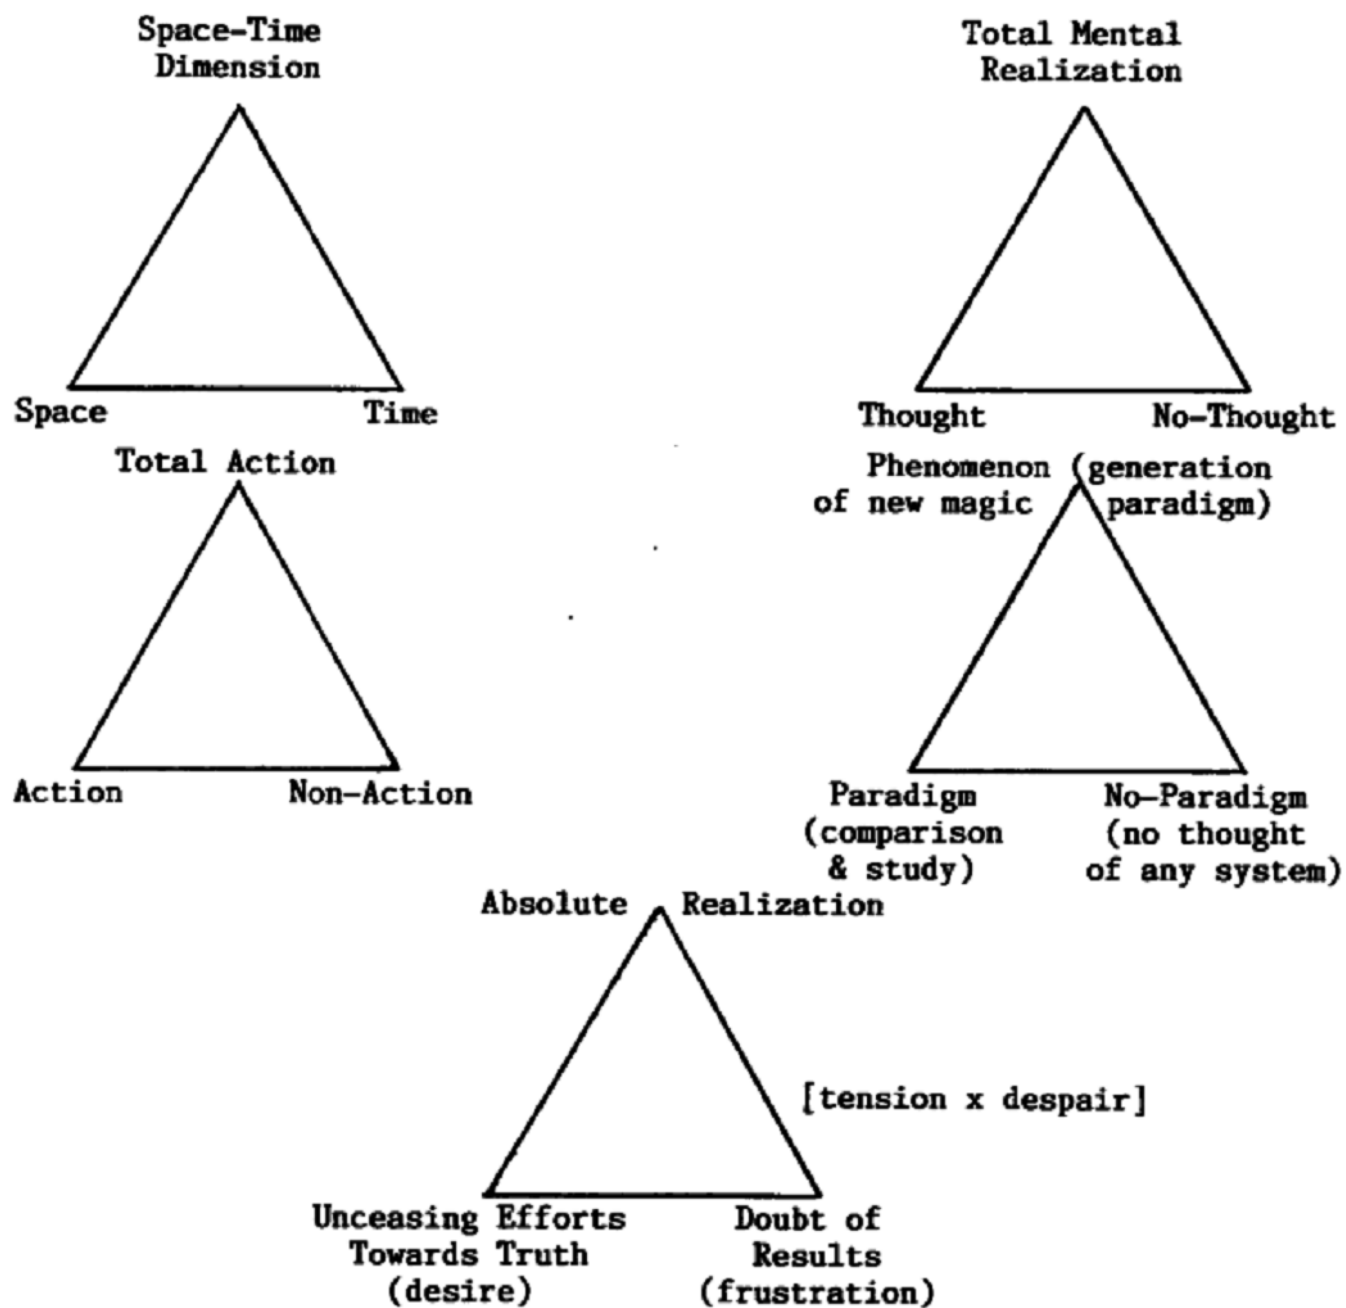 Space-Time
Dimension
Total Mental
Realization
Space
Time
Thought
No-Thought
Total Action
Phenomenon (generation
of new magic paradigm)
Action
Non-Action
Paradigm
(comparison
& study)
No-Paradigm
(no thought
of any system)
Absolute Realization
[tension x despair]
Unceasing Efforts
Towards Truth
(desire)
Doubt of
Results
(frustration)